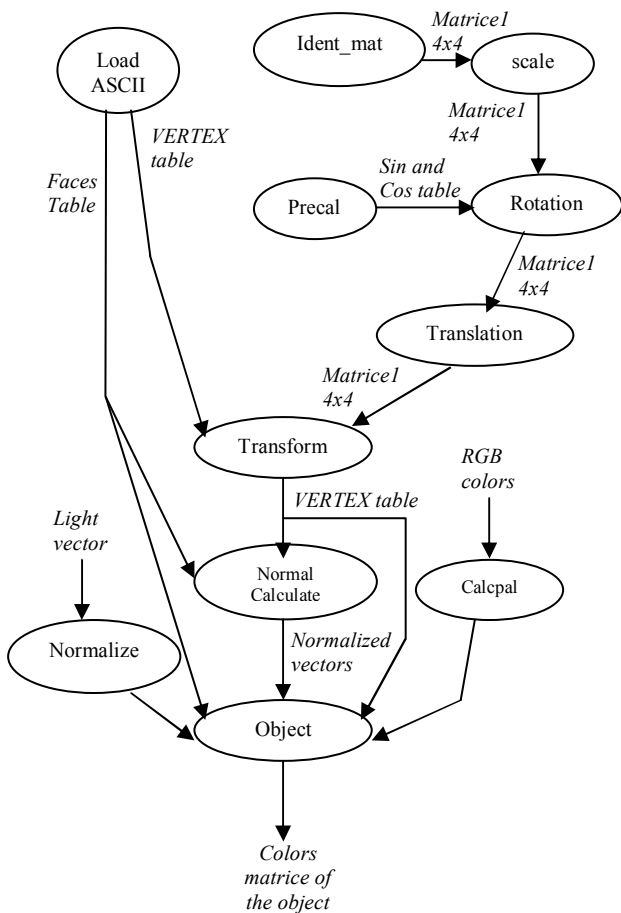 Matrice1
4x4
Ident_mat
scale
Load
ASCII
Matrice1
4x4
VERTEX
table
Faces
Table
Sin and
Cos table
Precal
Rotation
Matrice1
4x4
Translation
Matrice1
4x4
Transform
RGB
colors
VERTEX table
Light
vector
Normal
Calculate
Calcpal
Normalize
Normalized
vectors
Object
Colors
matrice of
the object